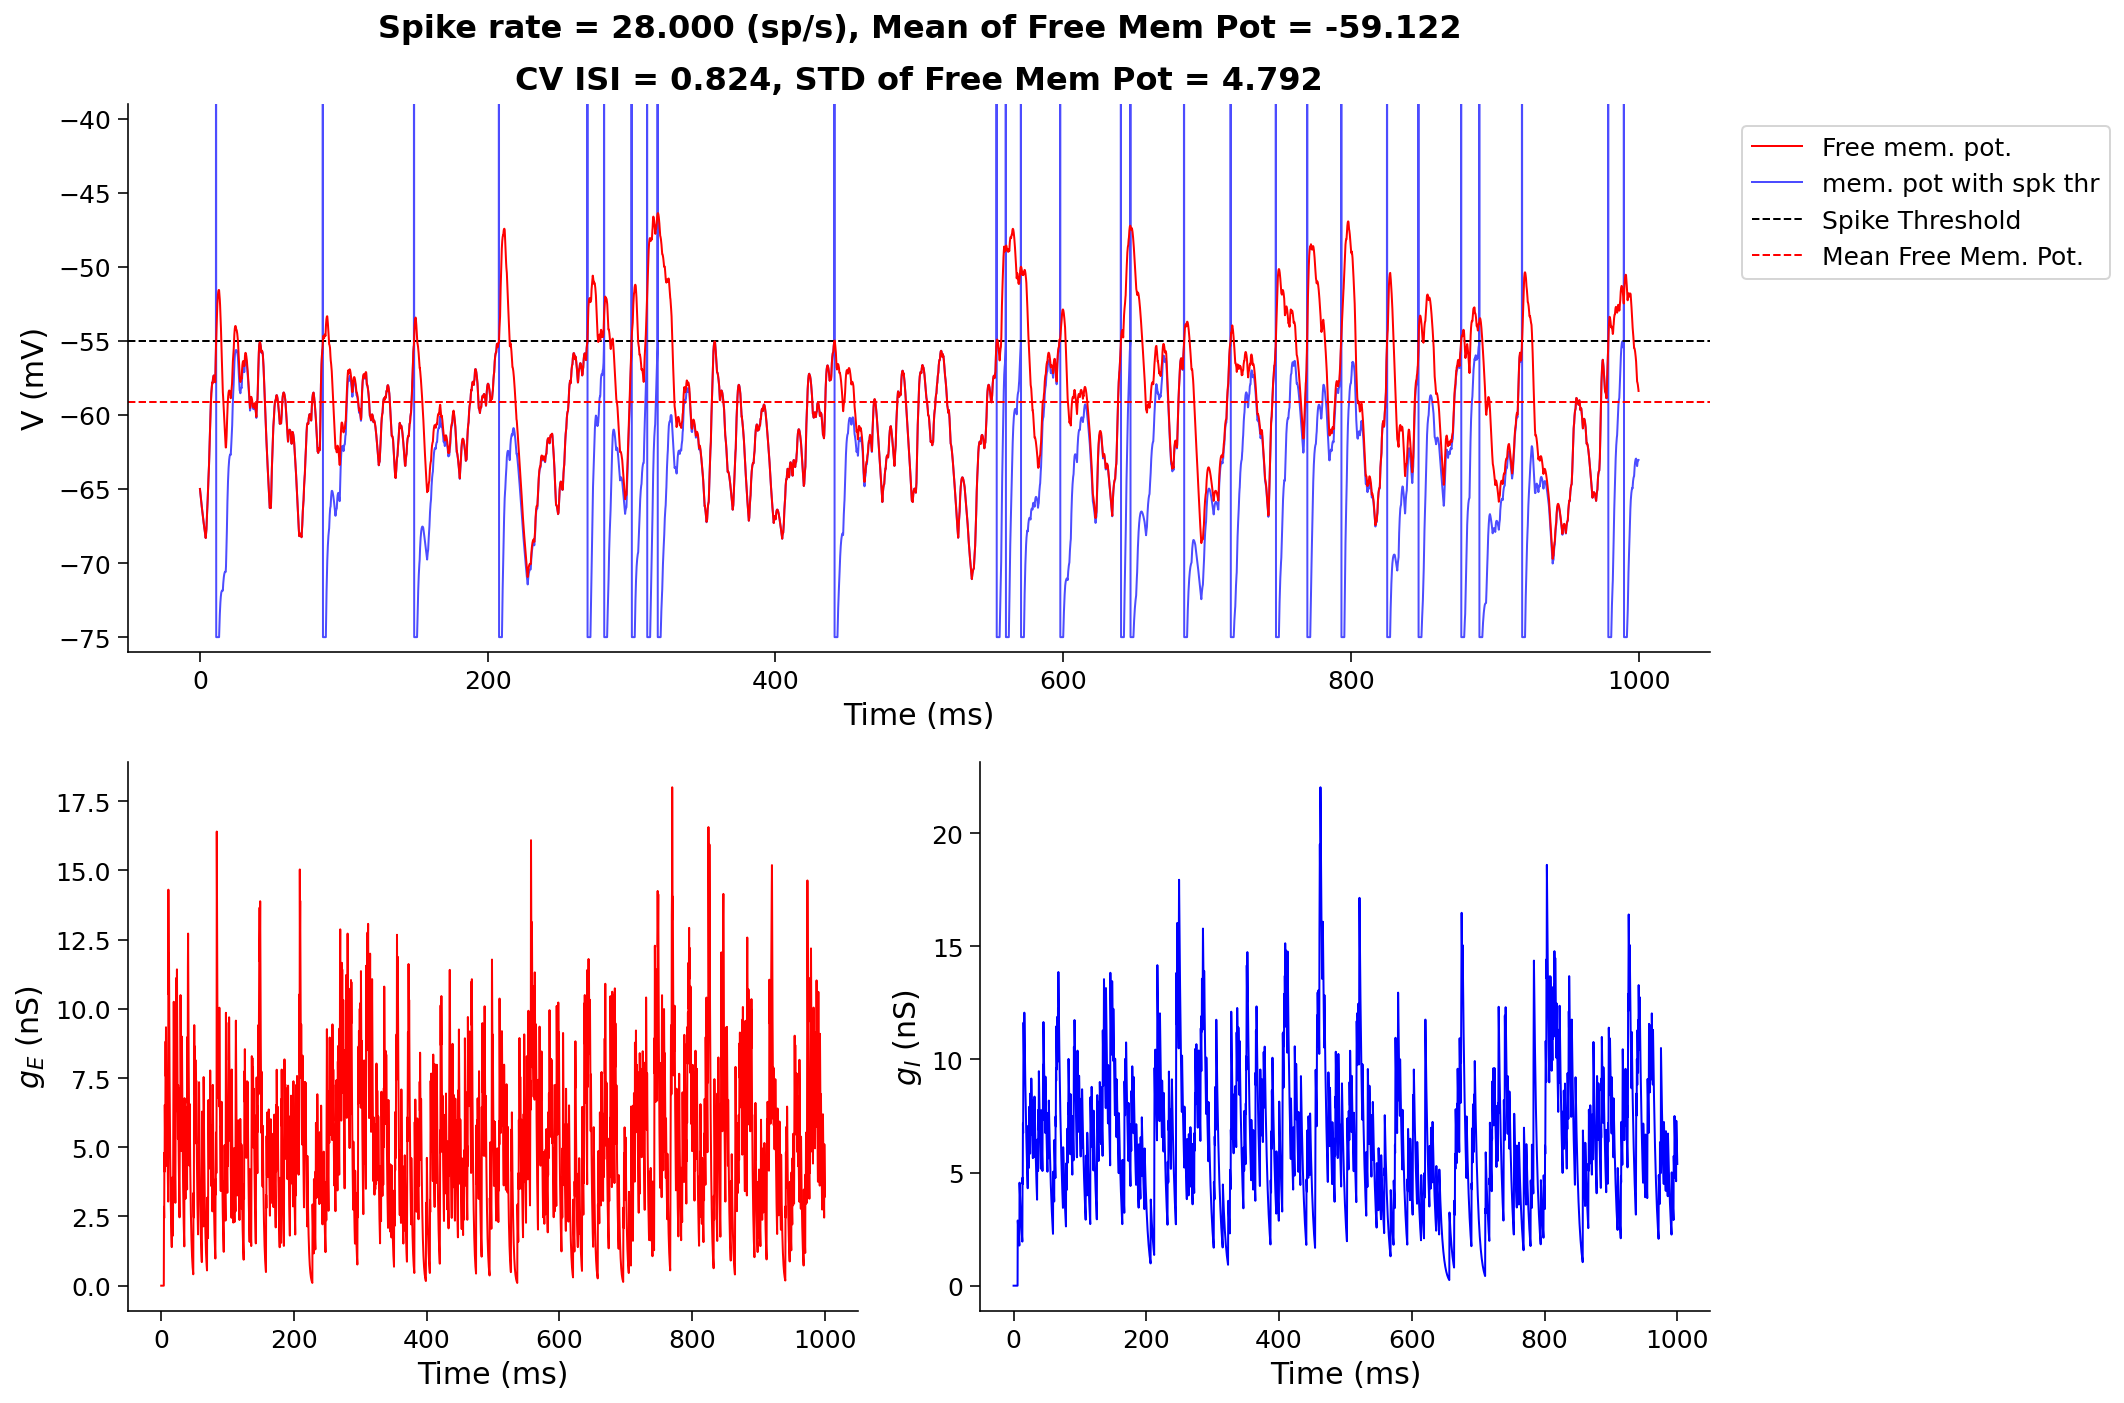 Spike rate = 28.000 (sp/s), Mean of Free Mem Pot = -59.122
CV ISI = 0.824, STD of Free Mem Pot = 4.792
−40
−45
−50
−55
−60
−65
−70
−75
V (mV)
0 200 400 600 800 1000
Time (ms)
Free mem. pot.
mem. pot with spk thr
Spike Threshold
Mean Free Mem. Pot.
17.5
15.0
12.5
10.0
7.5
5.0
2.5
0.0
g_E (nS)
0 200 400 600 800 1000
Time (ms)
20
15
10
5
0
g_I (nS)
0 200 400 600 800 1000
Time (ms)